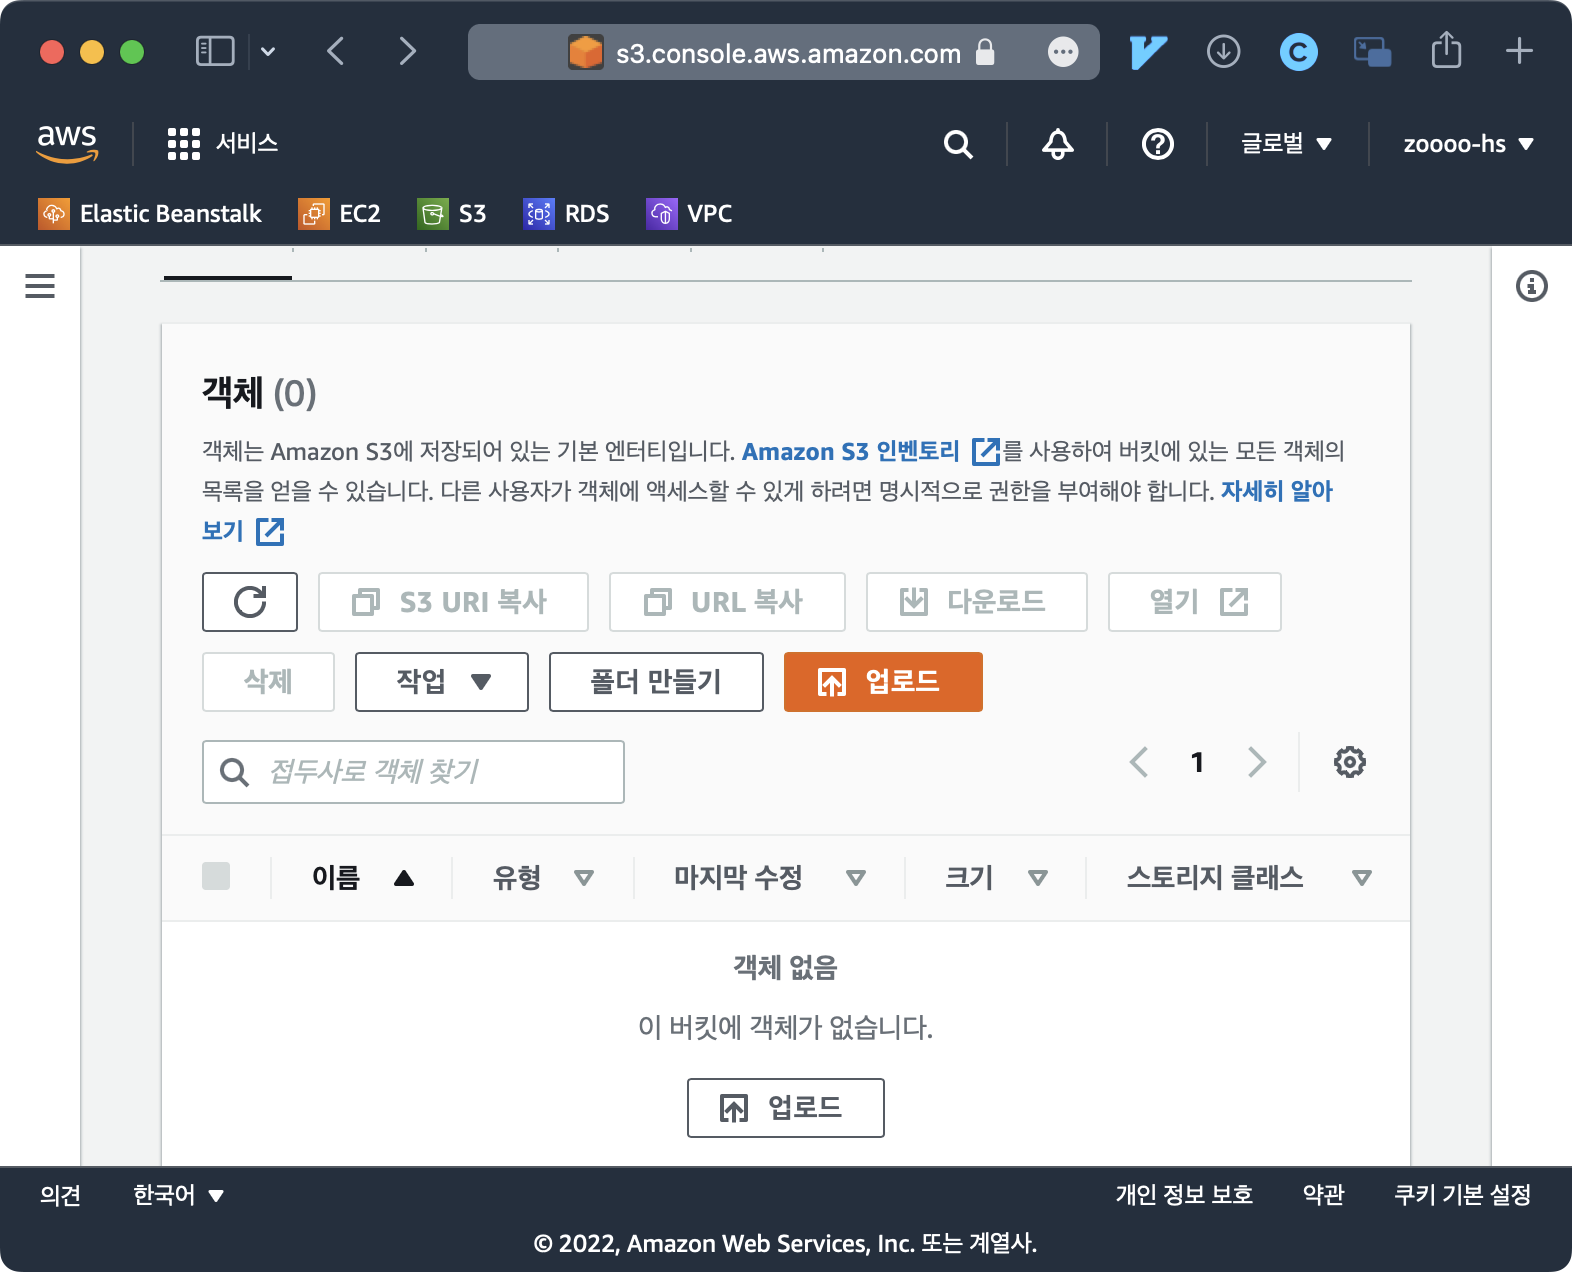 s3.console.aws.amazon.com
aws
서비스
글로벌
zoooo-hs
Elastic Beanstalk
EC2
S3
RDS
VPC
객체 (0)
객체는 Amazon S3에 저장되어 있는 기본 엔터티입니다. Amazon S3 인벤토리 를 사용하여 버킷에 있는 모든 객체의
목록을 얻을 수 있습니다. 다른 사용자가 객체에 액세스할 수 있게 하려면 명시적으로 권한을 부여해야 합니다. 자세히 알아
보기
S3 URI 복사
URL 복사
다운로드
열기
삭제
작업
폴더 만들기
업로드
접두사로 객체 찾기
1
이름
유형
마지막 수정
크기
스토리지 클래스
객체 없음
이 버킷에 객체가 없습니다.
업로드
의견
한국어
개인 정보 보호
약관
쿠키 기본 설정
© 2022, Amazon Web Services, Inc. 또는 계열사.